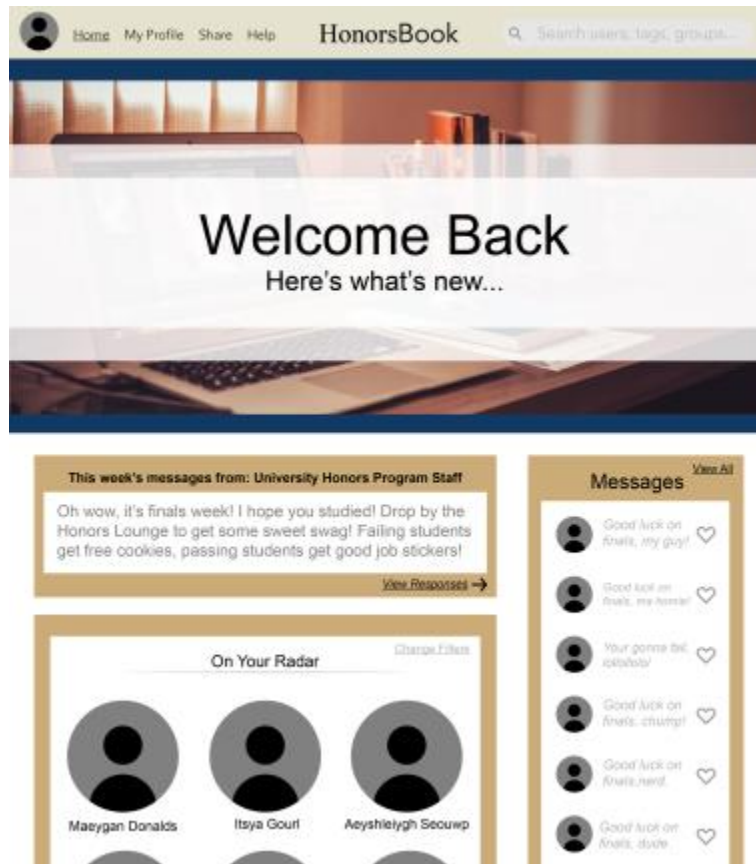 Home My Profile Share Help HonorsBook Search users, tags, groups...
Welcome Back
Here's what's new...
This week's messages from: University Honors Program Staff
Oh wow, it's finals week! I hope you studied! Drop by the
Honors Lounge to get some sweet swag! Failing students
get free cookies, passing students get good job stickers!
View Responses
On Your Radar
Change Filters
Maeygan Donalds
Itsya Gourl
Aeyshleiygh Seouwp
View All
Messages
Good luck on
finals, my guy!
Good luck on
finals, me homie!
Your gonna fail,
Good luck on
finals, chump!
Good luck on
finals,nerd.
Good luck on
finals, dude